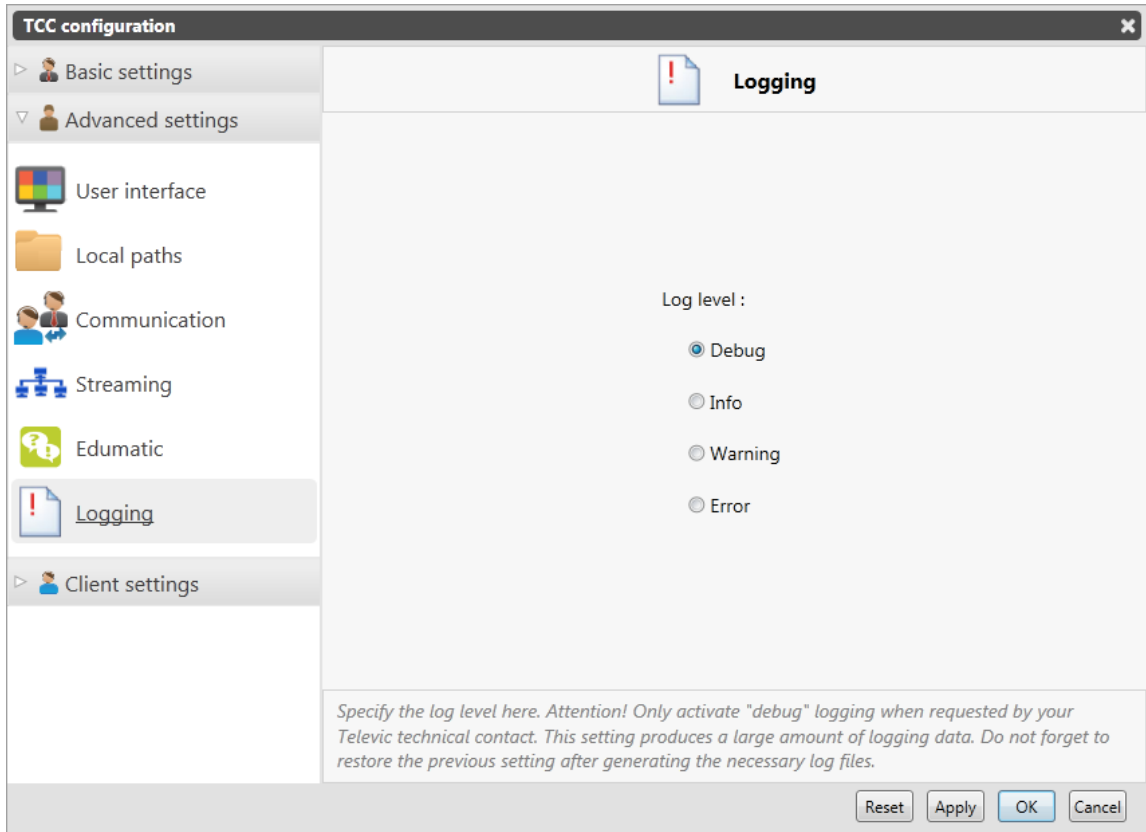 TCC configuration
Basic settings
Advanced settings
User interface
Local paths
Communication
Streaming
Edumatic
Logging
Client settings
Logging
Log level :
Debug
Info
Warning
Error
Specify the log level here. Attention! Only activate "debug" logging when requested by your
Televic technical contact. This setting produces a large amount of logging data. Do not forget to
restore the previous setting after generating the necessary log files.
Reset
Apply
OK
Cancel